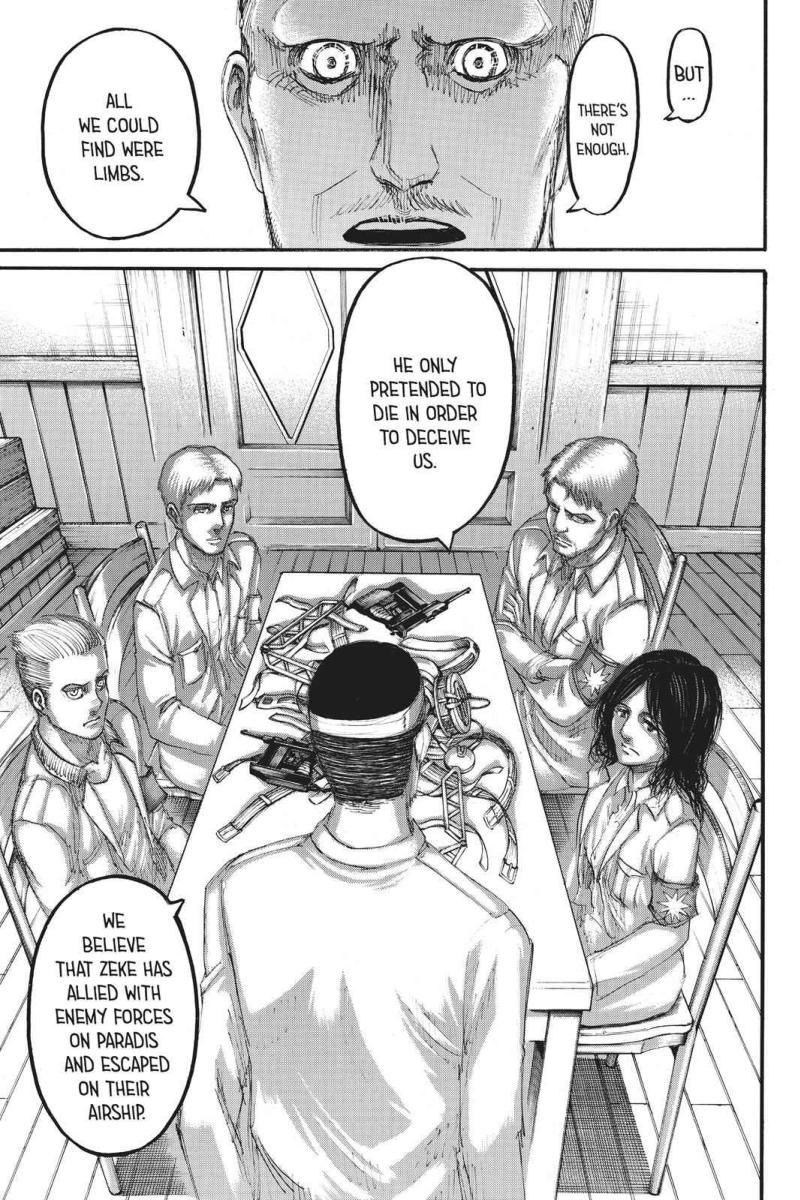 BUT
...
THERE'S
NOT
ENOUGH.
ALL
WE COULD
FIND WERE
LIMBS.
HE ONLY
PRETENDED TO
DIE IN ORDER
TO DECEIVE
US.
WE
BELIEVE
THAT ZEKE HAS
ALLIED WITH
ENEMY FORCES
ON PARADIS
AND ESCAPED
ON THEIR
AIRSHIP.